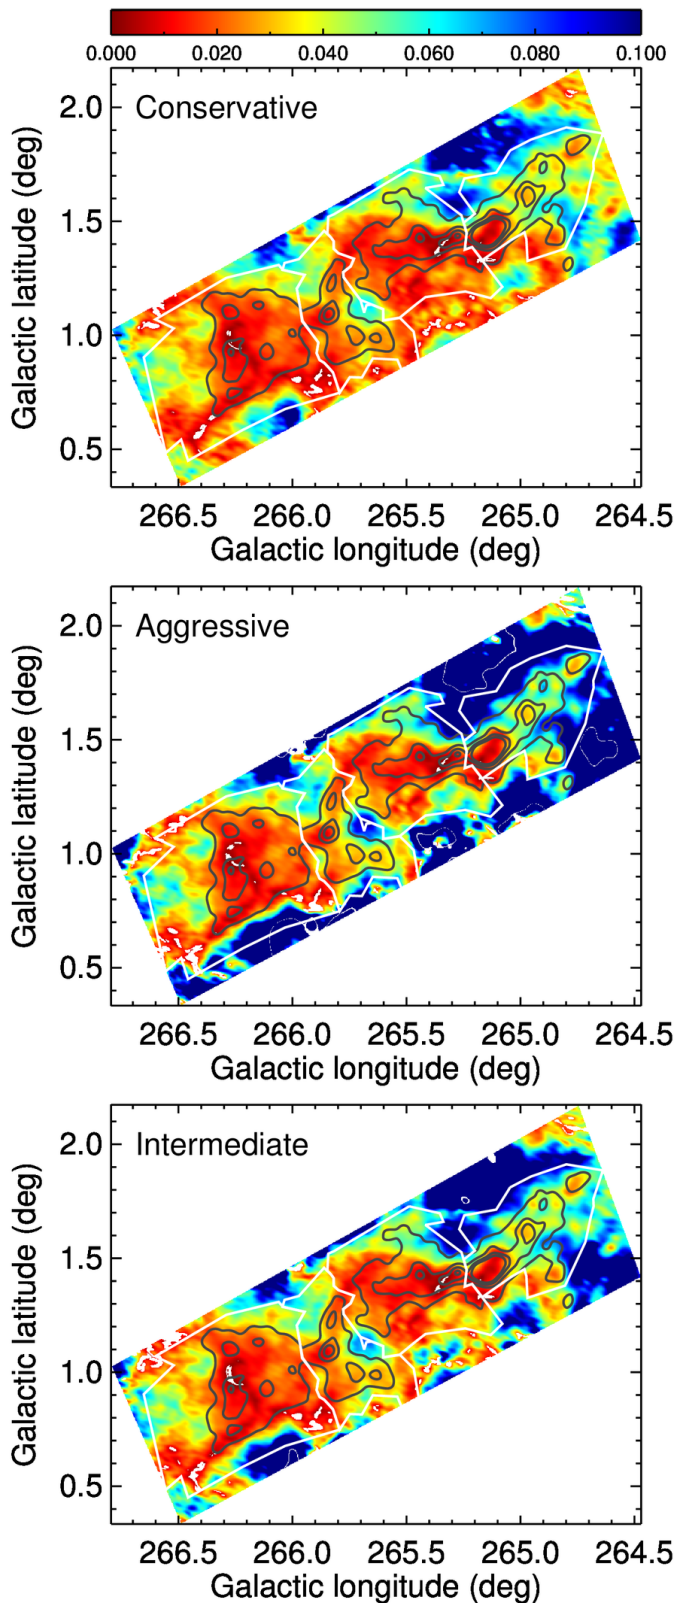 0.000 0.020 0.040 0.060 0.080 0.100
Conservative
2.0
1.5
1.0
0.5
Galactic latitude (deg)
266.5 266.0 265.5 265.0 264.5
Galactic longitude (deg)
Aggressive
2.0
1.5
1.0
0.5
Galactic latitude (deg)
266.5 266.0 265.5 265.0 264.5
Galactic longitude (deg)
Intermediate
2.0
1.5
1.0
0.5
Galactic latitude (deg)
266.5 266.0 265.5 265.0 264.5
Galactic longitude (deg)